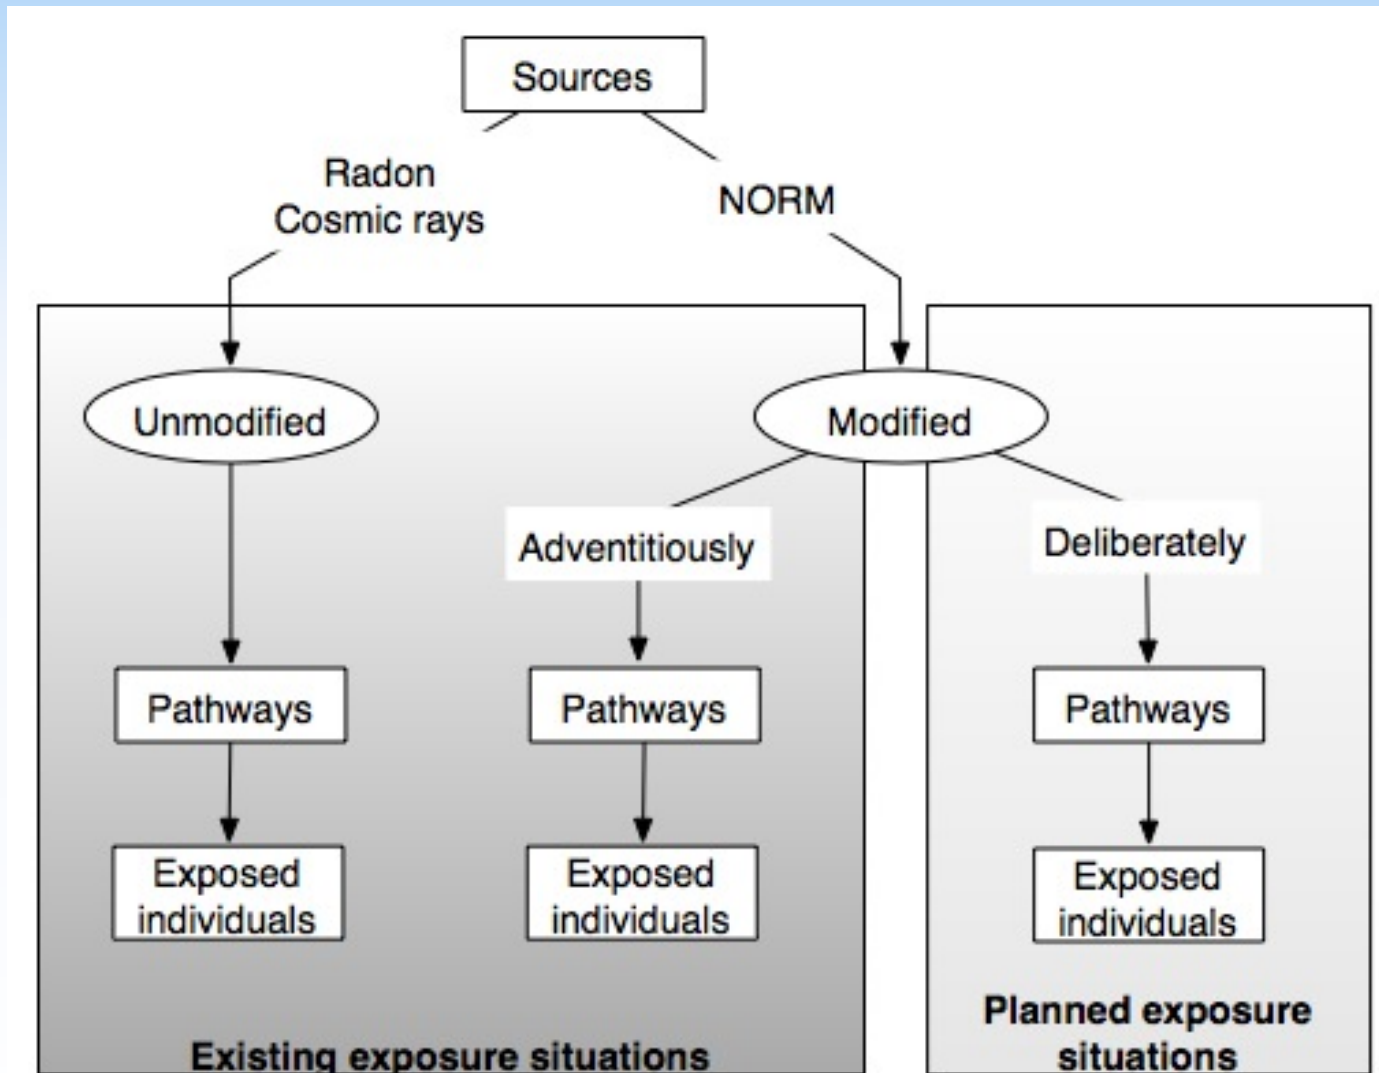 Sources
Radon
Cosmic rays
NORM
Unmodified
Modified
Adventitiously
Deliberately
Pathways
Pathways
Pathways
Exposed
individuals
Exposed
individuals
Exposed
individuals
Existing exposure situations
Planned exposure
situations